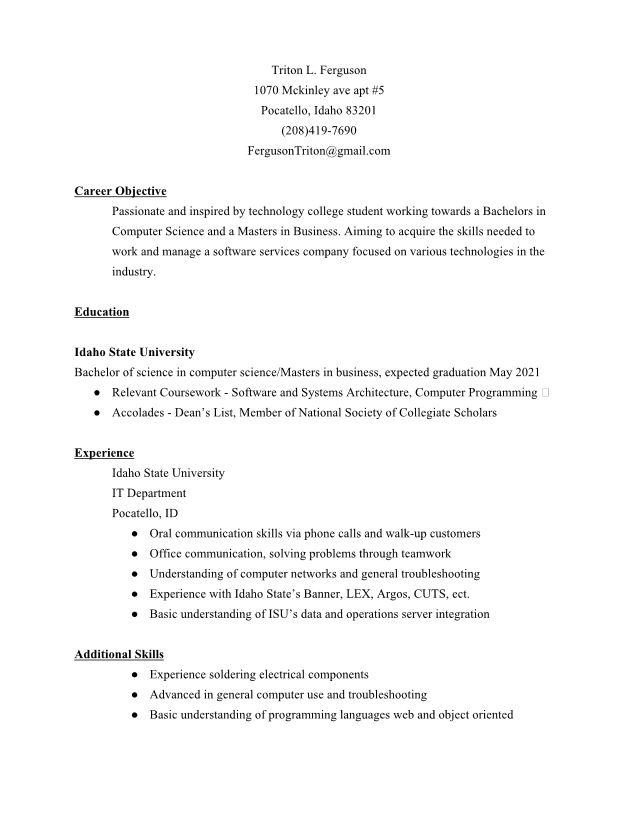 Triton L. Ferguson
1070 Mckinley ave apt #5
Pocatello, Idaho 83201
(208)419-7690
FergusonTriton@gmail.com
Career Objective
Passionate and inspired by technology college student working towards a Bachelors in
Computer Science and a Masters in Business. Aiming to acquire the skills needed to
work and manage a software services company focused on various technologies in the
industry.
Education
Idaho State University
Bachelor of science in computer science/Masters in business, expected graduation May 2021
● Relevant Coursework - Software and Systems Architecture, Computer Programming
● Accolades - Dean’s List, Member of National Society of Collegiate Scholars
Experience
Idaho State University
IT Department
Pocatello, ID
● Oral communication skills via phone calls and walk-up customers
● Office communication, solving problems through teamwork
● Understanding of computer networks and general troubleshooting
● Experience with Idaho State’s Banner, LEX, Argos, CUTS, ect.
● Basic understanding of ISU’s data and operations server integration
Additional Skills
● Experience soldering electrical components
● Advanced in general computer use and troubleshooting
● Basic understanding of programming languages web and object oriented